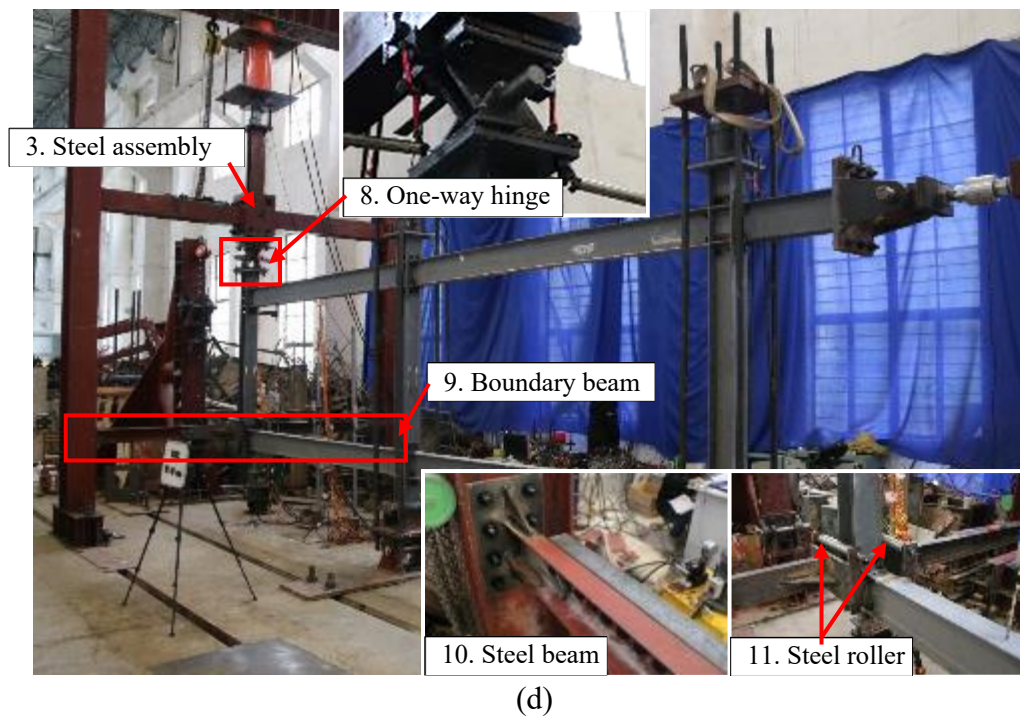 3. Steel assembly
8. One-way hinge
9. Boundary beam
10. Steel beam
11. Steel roller
(d)